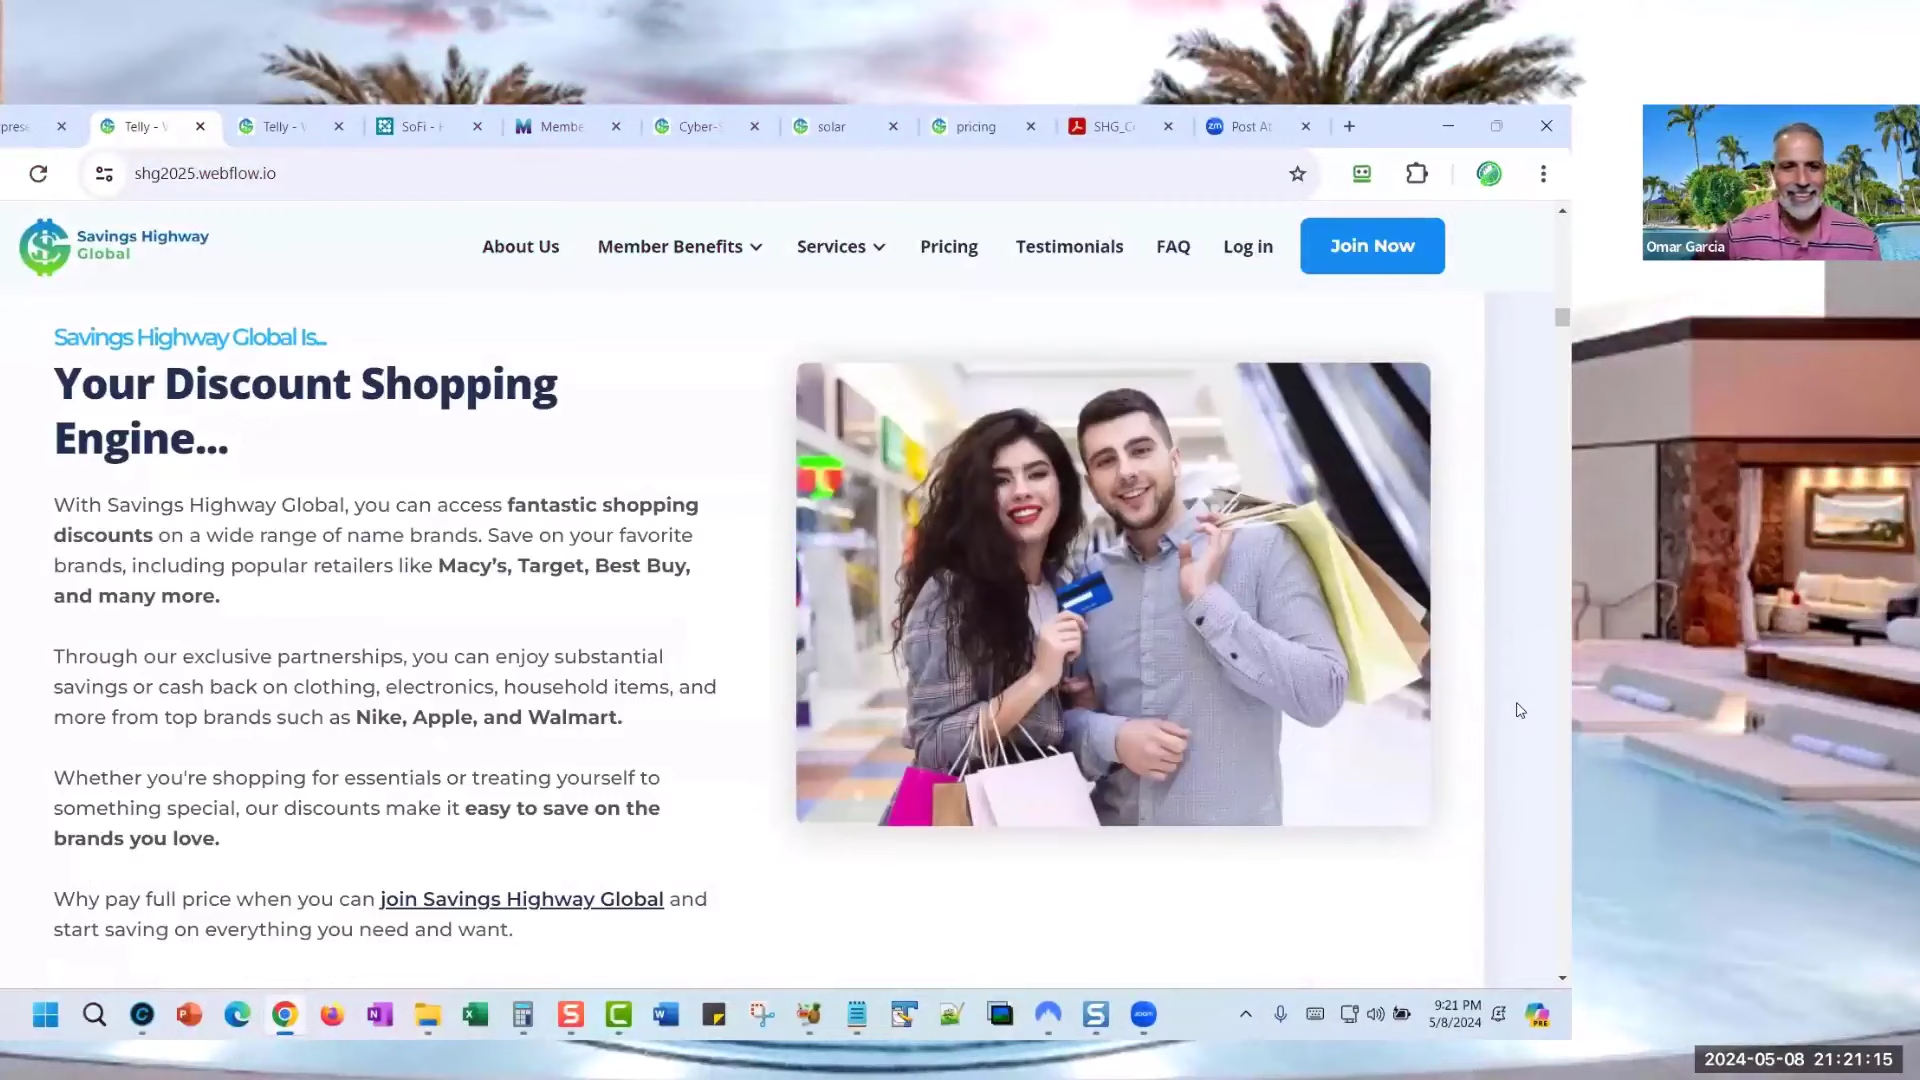 prese
Telly - V
Telly - V
SoFi - H
Membe
Cyber-S
solar
pricing
SHG_C
Post At
shg2025.webflow.io
Savings Highway
Global
About Us
Member Benefits
Services
Pricing
Testimonials
FAQ
Log in
Join Now
Omar Garcia
Savings Highway Global Is...
Your Discount Shopping
Engine...
With Savings Highway Global, you can access fantastic shopping
discounts on a wide range of name brands. Save on your favorite
brands, including popular retailers like Macy’s, Target, Best Buy,
and many more.
Through our exclusive partnerships, you can enjoy substantial
savings or cash back on clothing, electronics, household items, and
more from top brands such as Nike, Apple, and Walmart.
Whether you're shopping for essentials or treating yourself to
something special, our discounts make it easy to save on the
brands you love.
Why pay full price when you can join Savings Highway Global and
start saving on everything you need and want.
9:21 PM
5/8/2024
PRE
zoom
2024-05-08 21:21:15